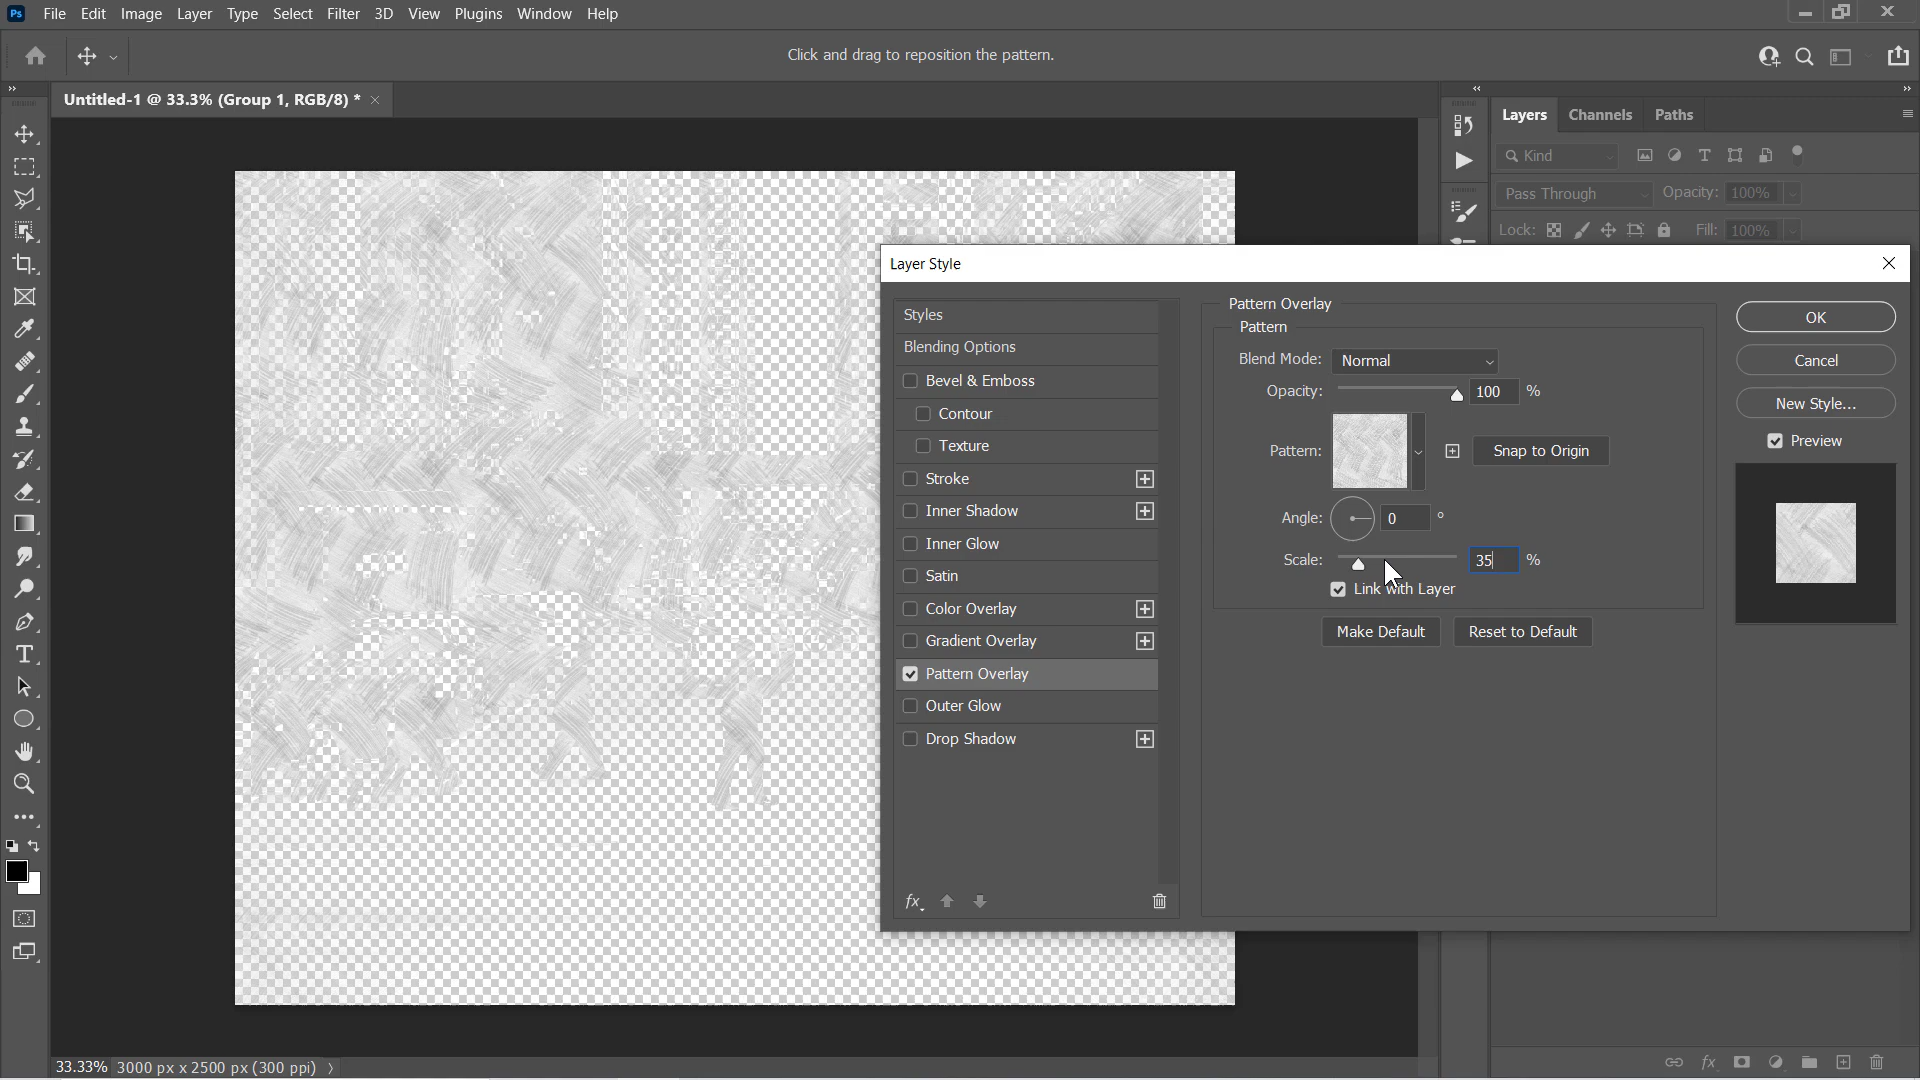 Ps File Edit Image Layer Type Select Filter 3D View Plugins Window Help
Click and drag to reposition the pattern.
Untitled-1 @ 33.3% (Group 1, RGB/8) *
Layers Channels Paths
Kind
Pass Through Opacity: 100%
Lock: Fill: 100%
Layer Style
Styles
Blending Options
Bevel & Emboss
Contour
Texture
Stroke
Inner Shadow
Inner Glow
Satin
Color Overlay
Gradient Overlay
Pattern Overlay
Outer Glow
Drop Shadow
fx
Pattern Overlay
Pattern
Blend Mode: Normal
Opacity: 100 %
Pattern: Snap to Origin
Angle: 0 °
Scale: 35 %
Link with Layer
Make Default Reset to Default
OK
Cancel
New Style...
Preview
33.33% 3000 px x 2500 px (300 ppi)
fx